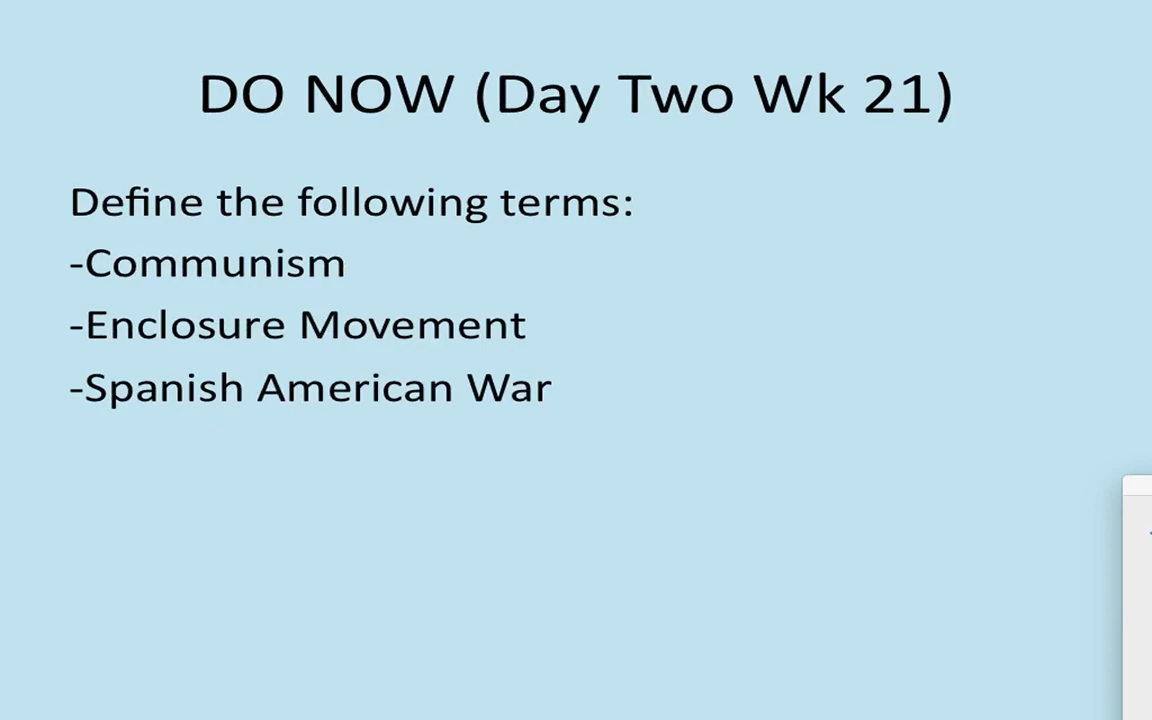 DO NOW (Day Two Wk 21)
Define the following terms:
-Communism
-Enclosure Movement
-Spanish American War